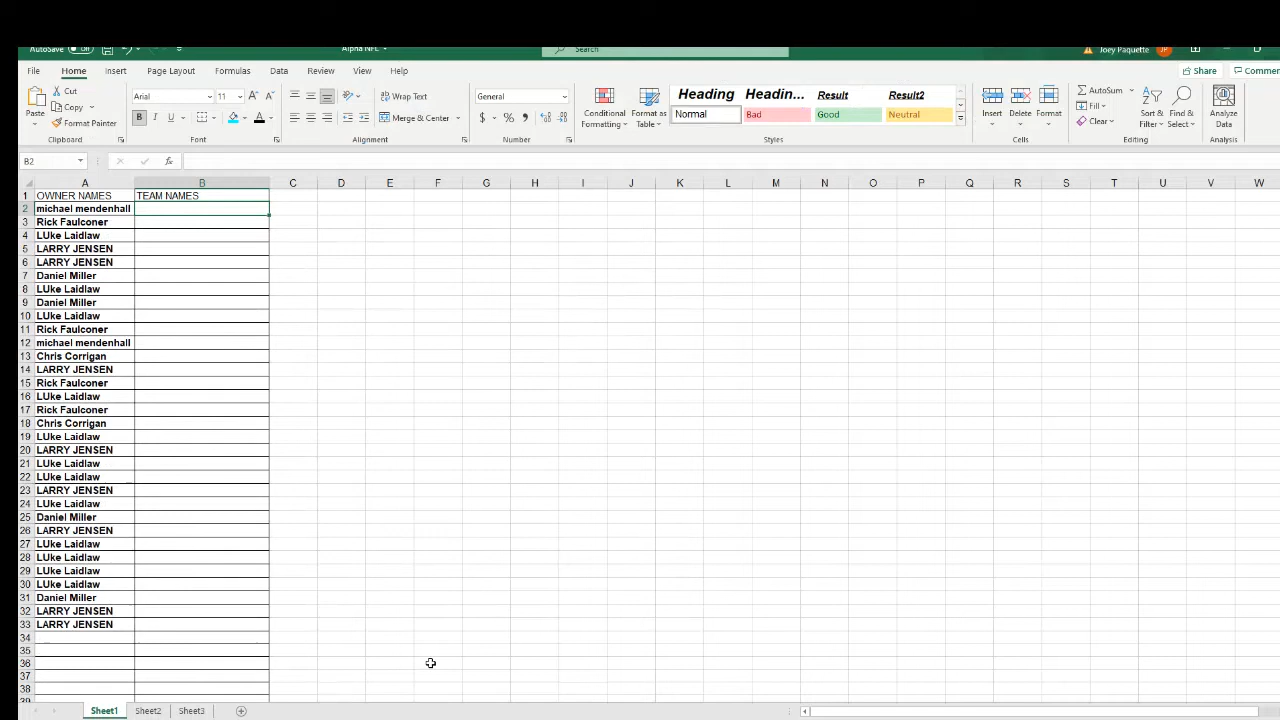 AutoSave Off Alpha NFL Search Joey Paquette JP
File Home Insert Page Layout Formulas Data Review View Help Share Commen
Paste Cut Copy Format Painter Clipboard
Arial 11 B I U A Font
Wrap Text Merge & Center Alignment
General $ % Number
Conditional Formatting Format as Table
Heading Headin... Result Result2
Normal Bad Good Neutral Styles
Insert Delete Format Cells
AutoSum Fill Clear Sort & Filter Find & Select Editing
Analyze Data Analysis
B2 fx
A B C D E F G H I J K L M N O P Q R S T U V W
1 OWNER NAMES TEAM NAMES
2 michael mendenhall
3 Rick Faulconer
4 LUke Laidlaw
5 LARRY JENSEN
6 LARRY JENSEN
7 Daniel Miller
8 LUke Laidlaw
9 Daniel Miller
10 LUke Laidlaw
11 Rick Faulconer
12 michael mendenhall
13 Chris Corrigan
14 LARRY JENSEN
15 Rick Faulconer
16 LUke Laidlaw
17 Rick Faulconer
18 Chris Corrigan
19 LUke Laidlaw
20 LARRY JENSEN
21 LUke Laidlaw
22 LUke Laidlaw
23 LARRY JENSEN
24 LUke Laidlaw
25 Daniel Miller
26 LARRY JENSEN
27 LUke Laidlaw
28 LUke Laidlaw
29 LUke Laidlaw
30 LUke Laidlaw
31 Daniel Miller
32 LARRY JENSEN
33 LARRY JENSEN
34
35
36
37
38
39
Sheet1 Sheet2 Sheet3